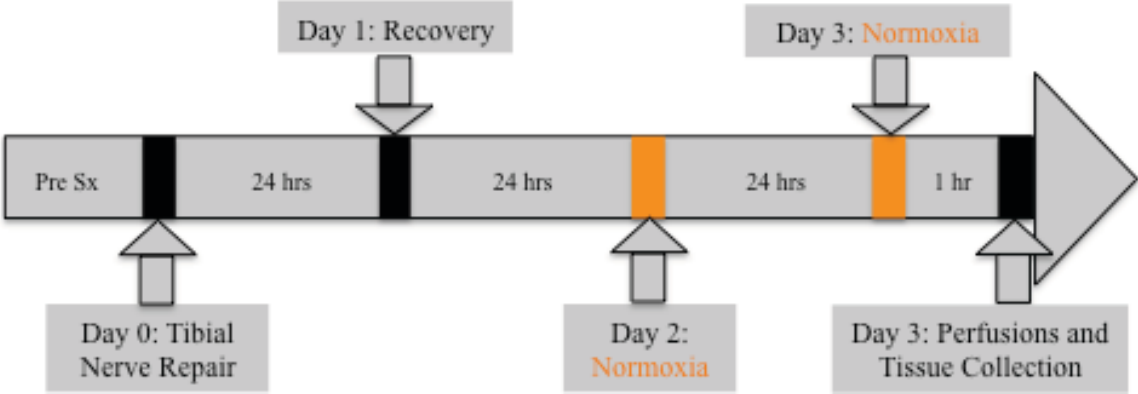 Day 1: Recovery
Day 3: Normoxia
Pre Sx
24 hrs
24 hrs
24 hrs
1 hr
Day 0: Tibial
Nerve Repair
Day 2:
Normoxia
Day 3: Perfusions and
Tissue Collection